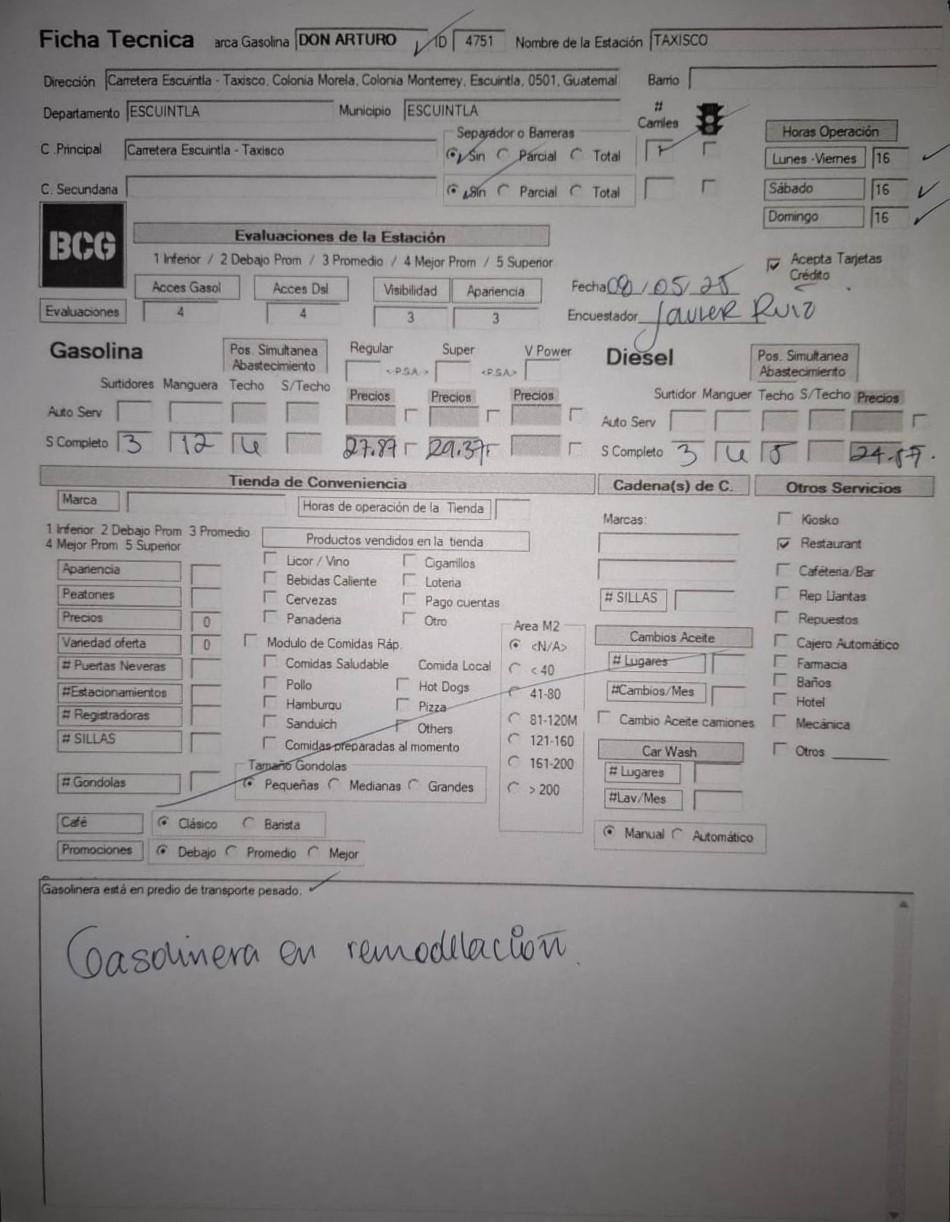 Ficha Tecnica arca Gasolina DON ARTURO ID 4751 Nombre de la Estación TAXISCO
Dirección Carretera Escuintla - Taxisco, Colonia Morela, Colonia Monterrey, Escuintla, 0501, Guatemal Barrio
Departamento ESCUINTLA Municipio ESCUINTLA # Carriles
C .Principal Carretera Escuintla - Taxisco Separador o Barreras Sin Parcial Total
C. Secundaria Sin Parcial Total
Horas Operación
Lunes -Viernes 16
Sábado 16
Domingo 16
BCG
Evaluaciones de la Estación
1 Inferior / 2 Debajo Prom / 3 Promedio / 4 Mejor Prom / 5 Superior
Acepta Tarjetas Crédito
Acces Gasol Acces Dsl Visibilidad Apariencia
Evaluaciones 4 4 3 3
Fecha /05/25
Encuestador Javier Ruiz
Gasolina Pos. Simultanea Abastecimiento Regular Super V Power
<-P.S.A.-> <-P.S.A.->
Surtidores Manguera Techo S/Techo Precios Precios Precios
Auto Serv
S Completo 3 12 4 27.89 29.37
Diesel Pos. Simultanea Abastecimiento
Surtidor Manguer Techo S/Techo Precios
Auto Serv
S Completo 3
Tienda de Conveniencia
Marca Horas de operación de la Tienda
1 Inferior 2 Debajo Prom 3 Promedio
4 Mejor Prom 5 Superior
Apariencia
Peatones
Precios 0
Variedad oferta 0
# Puertas Neveras
#Estacionamientos
# Registradoras
# SILLAS
# Gondolas
Productos vendidos en la tienda
Licor / Vino Cigarrillos
Bebidas Caliente Loteria
Cervezas Pago cuentas
Panaderia Otro
Modulo de Comidas Ráp.
Comidas Saludable Comida Local
Pollo Hot Dogs
Hamburgu Pizza
Sanduich Others
Comidas preparadas al momento
Tamaño Gondolas
Pequeñas Medianas Grandes
Area M2
<N/A>
< 40
41-80
81-120M
121-160
161-200
> 200
Café Clásico Barista
Promociones Debajo Promedio Mejor
Cadena(s) de C.
Marcas:
# SILLAS
Cambios Aceite
# Lugares
#Cambios/Mes
Cambio Aceite camiones
Car Wash
# Lugares
#Lav/Mes
Manual Automático
Otros Servicios
Kiosko
Restaurant
Caféteria/Bar
Rep Llantas
Repuestos
Cajero Automático
Farmacia
Baños
Hotel
Mecánica
Otros
Gasolinera está en predio de transporte pesado.
Gasolinera en remodelación.